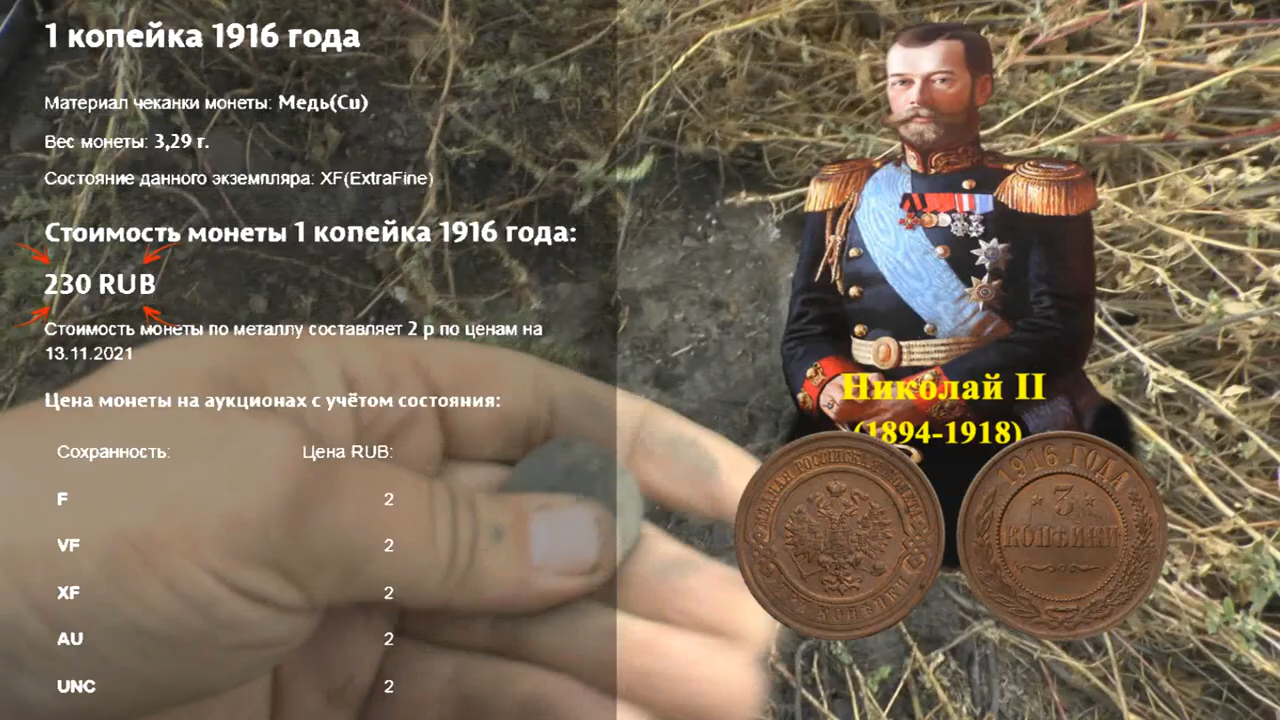 1 копейка 1916 года
Материал чеканки монеты: Медь(Cu)
Вес монеты: 3,29 г.
Состояние данного экземпляра: XF(ExtraFine)
Стоимость монеты 1 копейка 1916 года:
230 RUB
Стоимость монеты по металлу составляет 2 р по ценам на
13.11.2021
Цена монеты на аукционах с учётом состояния:
Сохранность: Цена RUB:
F 2
VF 2
XF 2
AU 2
UNC 2
Николай II
(1894-1918)
1916 ГОДА
3
КОПѢЙКИ
ТРИ КОПѢЙКИ